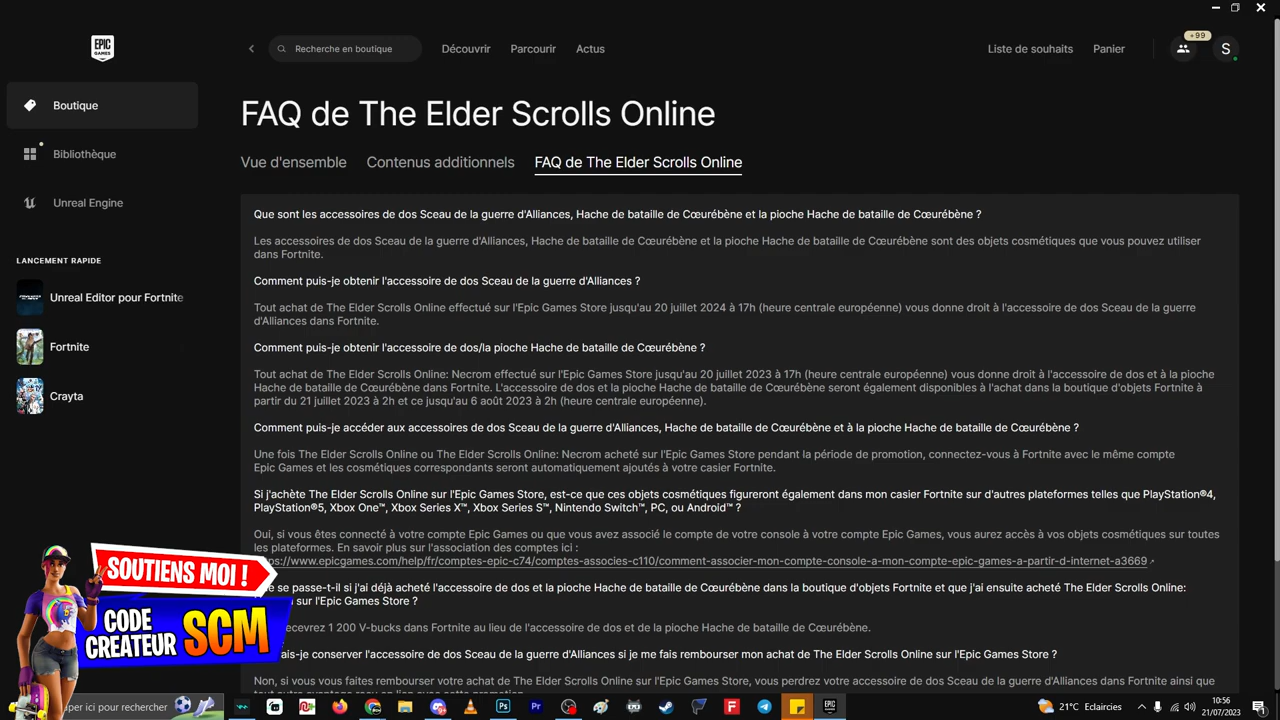 EPIC
GAMES
Recherche en boutique
Découvrir
Parcourir
Actus
Liste de souhaits
Panier
+99
S
Boutique
Bibliothèque
Unreal Engine
LANCEMENT RAPIDE
Unreal Editor pour Fortnite
Fortnite
Crayta
FAQ de The Elder Scrolls Online
Vue d'ensemble
Contenus additionnels
FAQ de The Elder Scrolls Online
Que sont les accessoires de dos Sceau de la guerre d'Alliances, Hache de bataille de Cœurébène et la pioche Hache de bataille de Cœurébène ?
Les accessoires de dos Sceau de la guerre d'Alliances, Hache de bataille de Cœurébène et la pioche Hache de bataille de Cœurébène sont des objets cosmétiques que vous pouvez utiliser
dans Fortnite.
Comment puis-je obtenir l'accessoire de dos Sceau de la guerre d'Alliances ?
Tout achat de The Elder Scrolls Online effectué sur l'Epic Games Store jusqu'au 20 juillet 2024 à 17h (heure centrale européenne) vous donne droit à l'accessoire de dos Sceau de la guerre
d'Alliances dans Fortnite.
Comment puis-je obtenir l'accessoire de dos/la pioche Hache de bataille de Cœurébène ?
Tout achat de The Elder Scrolls Online: Necrom effectué sur l'Epic Games Store jusqu'au 20 juillet 2023 à 17h (heure centrale européenne) vous donne droit à l'accessoire de dos et à la pioche
Hache de bataille de Cœurébène dans Fortnite. L'accessoire de dos et la pioche Hache de bataille de Cœurébène seront également disponibles à l'achat dans la boutique d'objets Fortnite à
partir du 21 juillet 2023 à 2h et ce jusqu'au 6 août 2023 à 2h (heure centrale européenne).
Comment puis-je accéder aux accessoires de dos Sceau de la guerre d'Alliances, Hache de bataille de Cœurébène et à la pioche Hache de bataille de Cœurébène ?
Une fois The Elder Scrolls Online ou The Elder Scrolls Online: Necrom acheté sur l'Epic Games Store pendant la période de promotion, connectez-vous à Fortnite avec le même compte
Epic Games et les cosmétiques correspondants seront automatiquement ajoutés à votre casier Fortnite.
Si j'achète The Elder Scrolls Online sur l'Epic Games Store, est-ce que ces objets cosmétiques figureront également dans mon casier Fortnite sur d'autres plateformes telles que PlayStation®4,
PlayStation®5, Xbox One™, Xbox Series X™, Xbox Series S™, Nintendo Switch™, PC, ou Android™ ?
Oui, si vous êtes connecté à votre compte Epic Games ou que vous avez associé le compte de votre console à votre compte Epic Games, vous aurez accès à vos objets cosmétiques sur toutes
les plateformes. En savoir plus sur l'association des comptes ici :
://www.epicgames.com/help/fr/comptes-epic-c74/comptes-associes-c110/comment-associer-mon-compte-console-a-mon-compte-epic-games-a-partir-d-internet-a3669
se passe-t-il si j'ai déjà acheté l'accessoire de dos et la pioche Hache de bataille de Cœurébène dans la boutique d'objets Fortnite et que j'ai ensuite acheté The Elder Scrolls Online:
sur l'Epic Games Store ?
recevrez 1 200 V-bucks dans Fortnite au lieu de l'accessoire de dos et de la pioche Hache de bataille de Cœurébène.
ais-je conserver l'accessoire de dos Sceau de la guerre d'Alliances si je me fais rembourser mon achat de The Elder Scrolls Online sur l'Epic Games Store ?
Non, si vous vous faites rembourser votre achat de The Elder Scrolls Online sur l'Epic Games Store, vous perdrez votre accessoire de dos Sceau de la guerre d'Alliances ainsi que
SOUTIENS MOI !
CODE
CREATEUR SCM
aper ici pour rechercher
21°C Eclaircies
10:56
21/07/2023